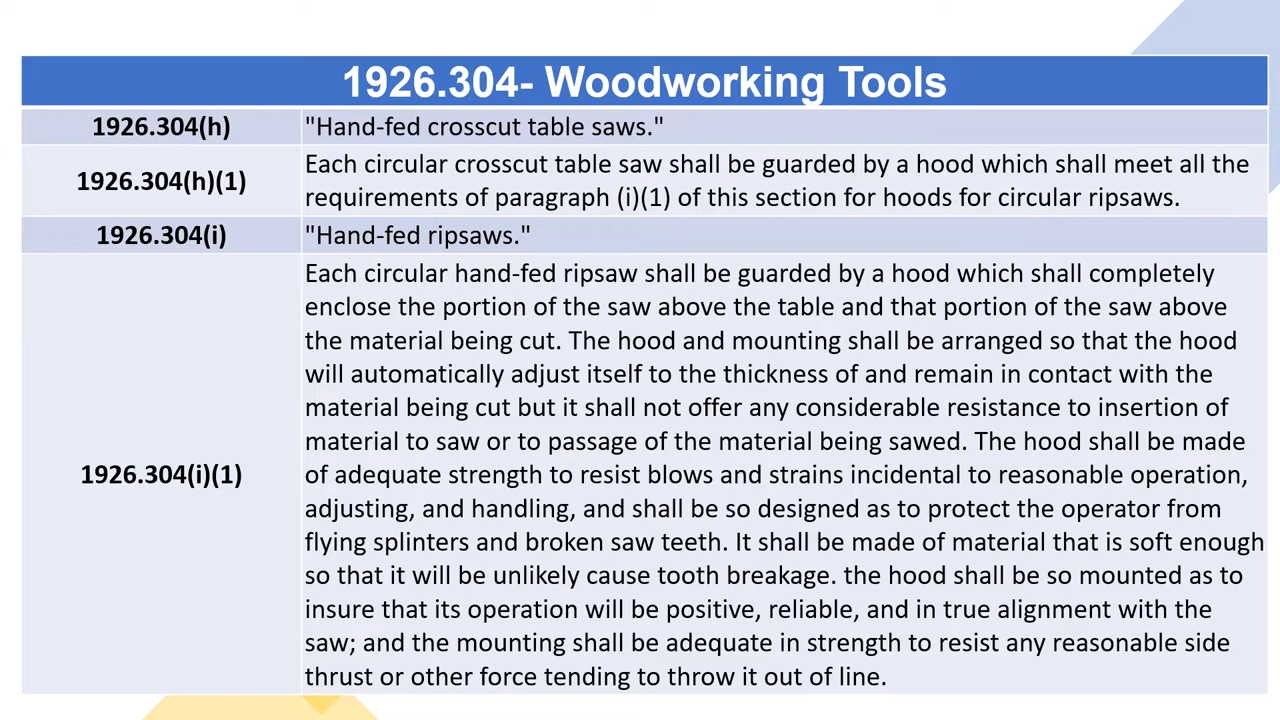 1926.304- Woodworking Tools
1926.304(h)
"Hand-fed crosscut table saws."
1926.304(h)(1)
Each circular crosscut table saw shall be guarded by a hood which shall meet all the
requirements of paragraph (i)(1) of this section for hoods for circular ripsaws.
1926.304(i)
"Hand-fed ripsaws."
1926.304(i)(1)
Each circular hand-fed ripsaw shall be guarded by a hood which shall completely
enclose the portion of the saw above the table and that portion of the saw above
the material being cut. The hood and mounting shall be arranged so that the hood
will automatically adjust itself to the thickness of and remain in contact with the
material being cut but it shall not offer any considerable resistance to insertion of
material to saw or to passage of the material being sawed. The hood shall be made
of adequate strength to resist blows and strains incidental to reasonable operation,
adjusting, and handling, and shall be so designed as to protect the operator from
flying splinters and broken saw teeth. It shall be made of material that is soft enough
so that it will be unlikely cause tooth breakage. the hood shall be so mounted as to
insure that its operation will be positive, reliable, and in true alignment with the
saw; and the mounting shall be adequate in strength to resist any reasonable side
thrust or other force tending to throw it out of line.